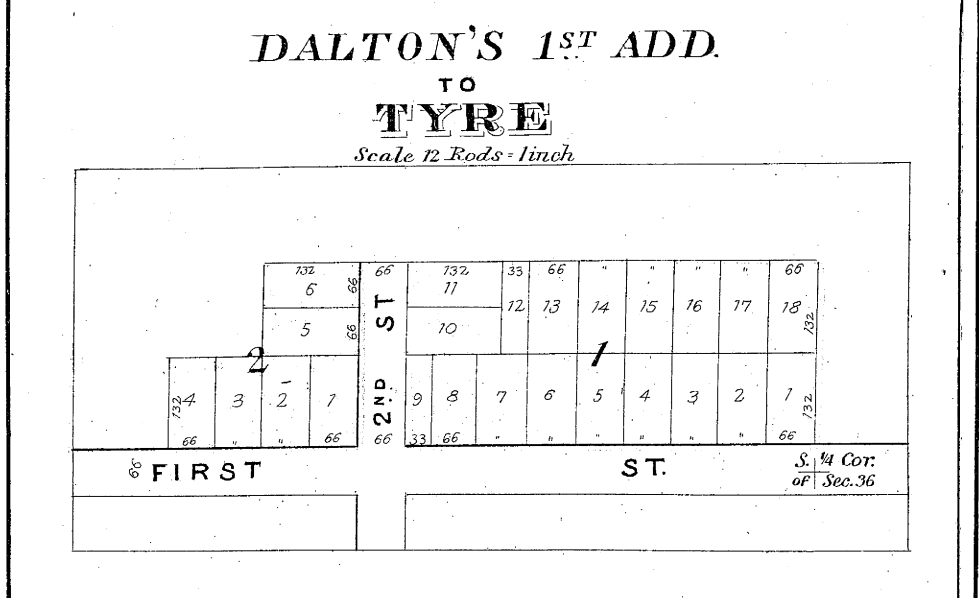 DALTON'S 1ST ADD.
TO
TYRE
Scale 12 Rods = 1inch
132 66 132 33 66 " " " " 66
6 66 11
12 13 14 15 16 17 18
ST
5 66 10 132
2 1
132 4 3 2 1 2ND 9 8 7 6 5 4 3 2 1 132
66 " " 66 66 33 66 " " " " " " 66
66 FIRST ST. S. 1/4 Cor.
OF Sec. 36